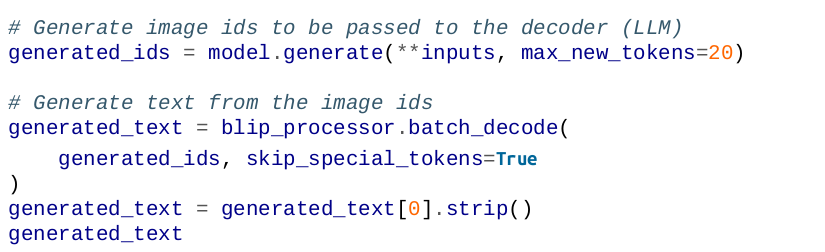 # Generate image ids to be passed to the decoder (LLM)
generated_ids = model.generate(**inputs, max_new_tokens=20)

# Generate text from the image ids
generated_text = blip_processor.batch_decode(
    generated_ids, skip_special_tokens=True
)
generated_text = generated_text[0].strip()
generated_text